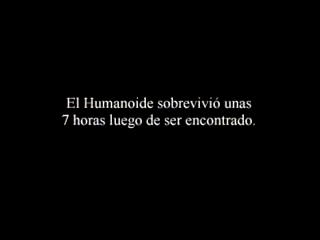 El Humanoide sobrevivió unas
7 horas luego de ser encontrado.